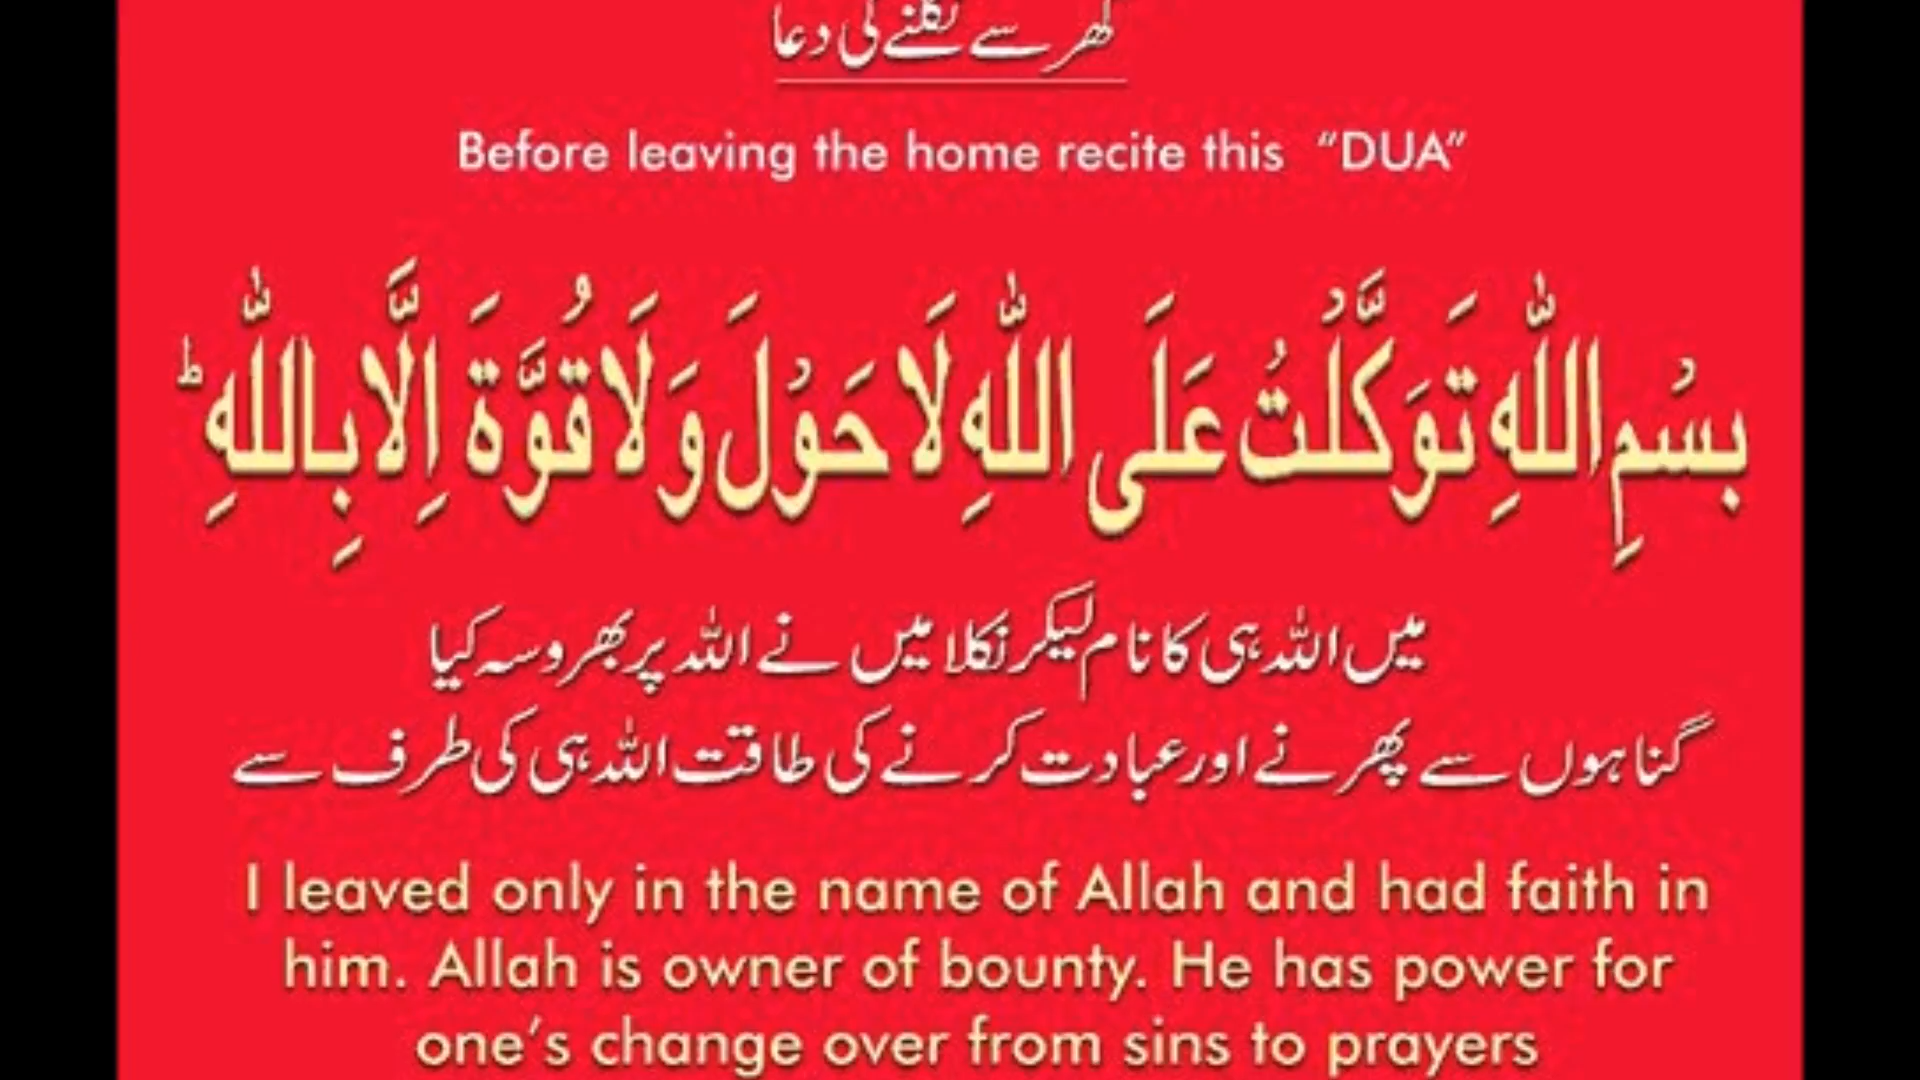 گھر سے نکلنے کی دعا
Before leaving the home recite this "DUA"
بِسْمِ اللّٰهِ تَوَكَّلْتُ عَلَى اللّٰهِ لَا حَوْلَ وَلَا قُوَّةَ اِلَّا بِاللّٰهِ ؕ
میں اللہ ہی کا نام لیکر نکلا میں نے اللہ پر بھروسہ کیا
گناہوں سے پھرنے اور عبادت کرنے کی طاقت اللہ ہی کی طرف سے
I leaved only in the name of Allah and had faith in
him. Allah is owner of bounty. He has power for
one's change over from sins to prayers